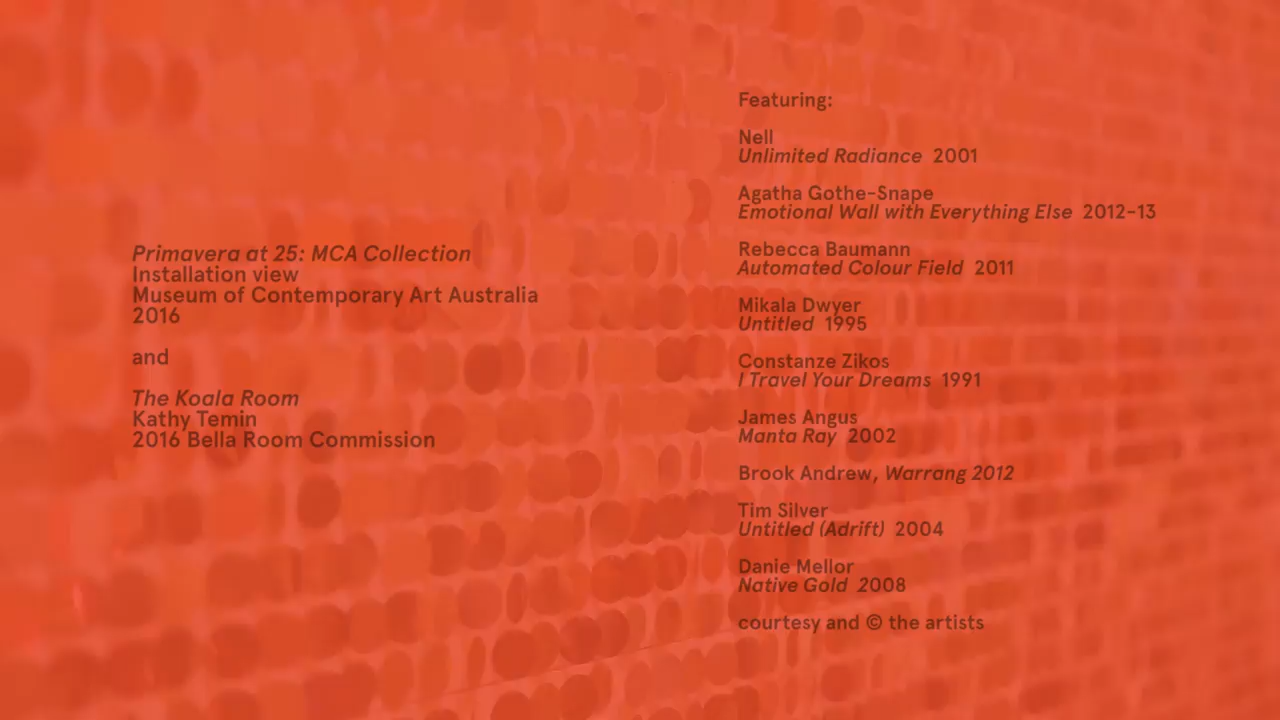 Primavera at 25: MCA Collection
Installation view
Museum of Contemporary Art Australia
2016
and
The Koala Room
Kathy Temin
2016 Bella Room Commission
Featuring:
Nell
Unlimited Radiance 2001
Agatha Gothe-Snape
Emotional Wall with Everything Else 2012-13
Rebecca Baumann
Automated Colour Field 2011
Mikala Dwyer
Untitled 1995
Constanze Zikos
I Travel Your Dreams 1991
James Angus
Manta Ray 2002
Brook Andrew, Warrang 2012
Tim Silver
Untitled (Adrift) 2004
Danie Mellor
Native Gold 2008
courtesy and © the artists